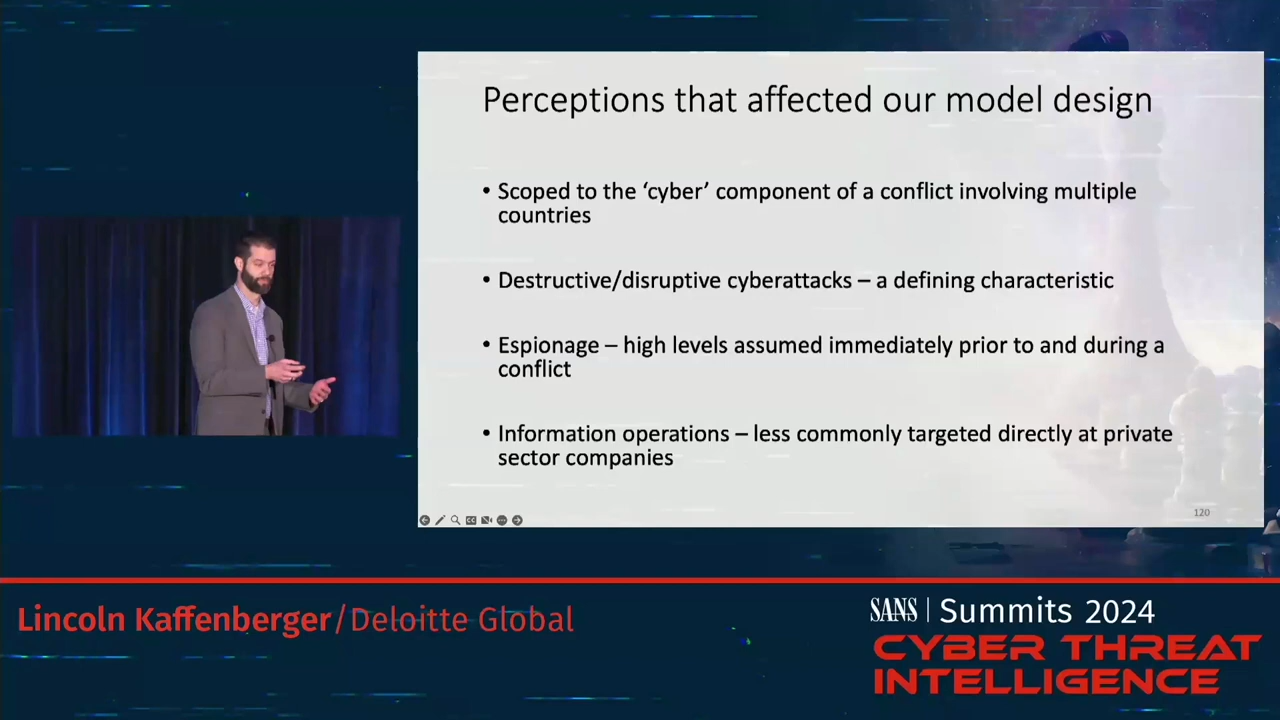 Perceptions that affected our model design
• Scoped to the ‘cyber’ component of a conflict involving multiple
countries
• Destructive/disruptive cyberattacks – a defining characteristic
• Espionage – high levels assumed immediately prior to and during a
conflict
• Information operations – less commonly targeted directly at private
sector companies
120
Lincoln Kaffenberger/Deloitte Global
SANS | Summits 2024
CYBER THREAT
INTELLIGENCE